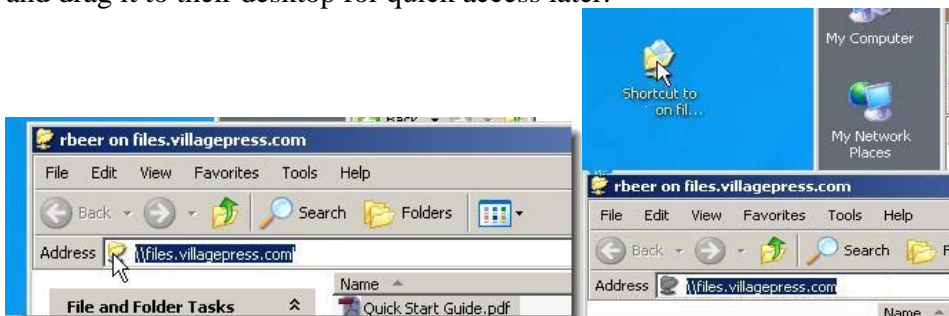 and drag it to their desktop for quick access later.
My Computer
Shortcut to
on fil...
My Network
Places
Back
rbeer on files.villagepress.com
File Edit View Favorites Tools Help
Back Search Folders
Address \\files.villagepress.com\
File and Folder Tasks
Name
Quick Start Guide.pdf
rbeer on files.villagepress.com
File Edit View Favorites Tools Help
Back Search F
Address \\files.villagepress.com
Name